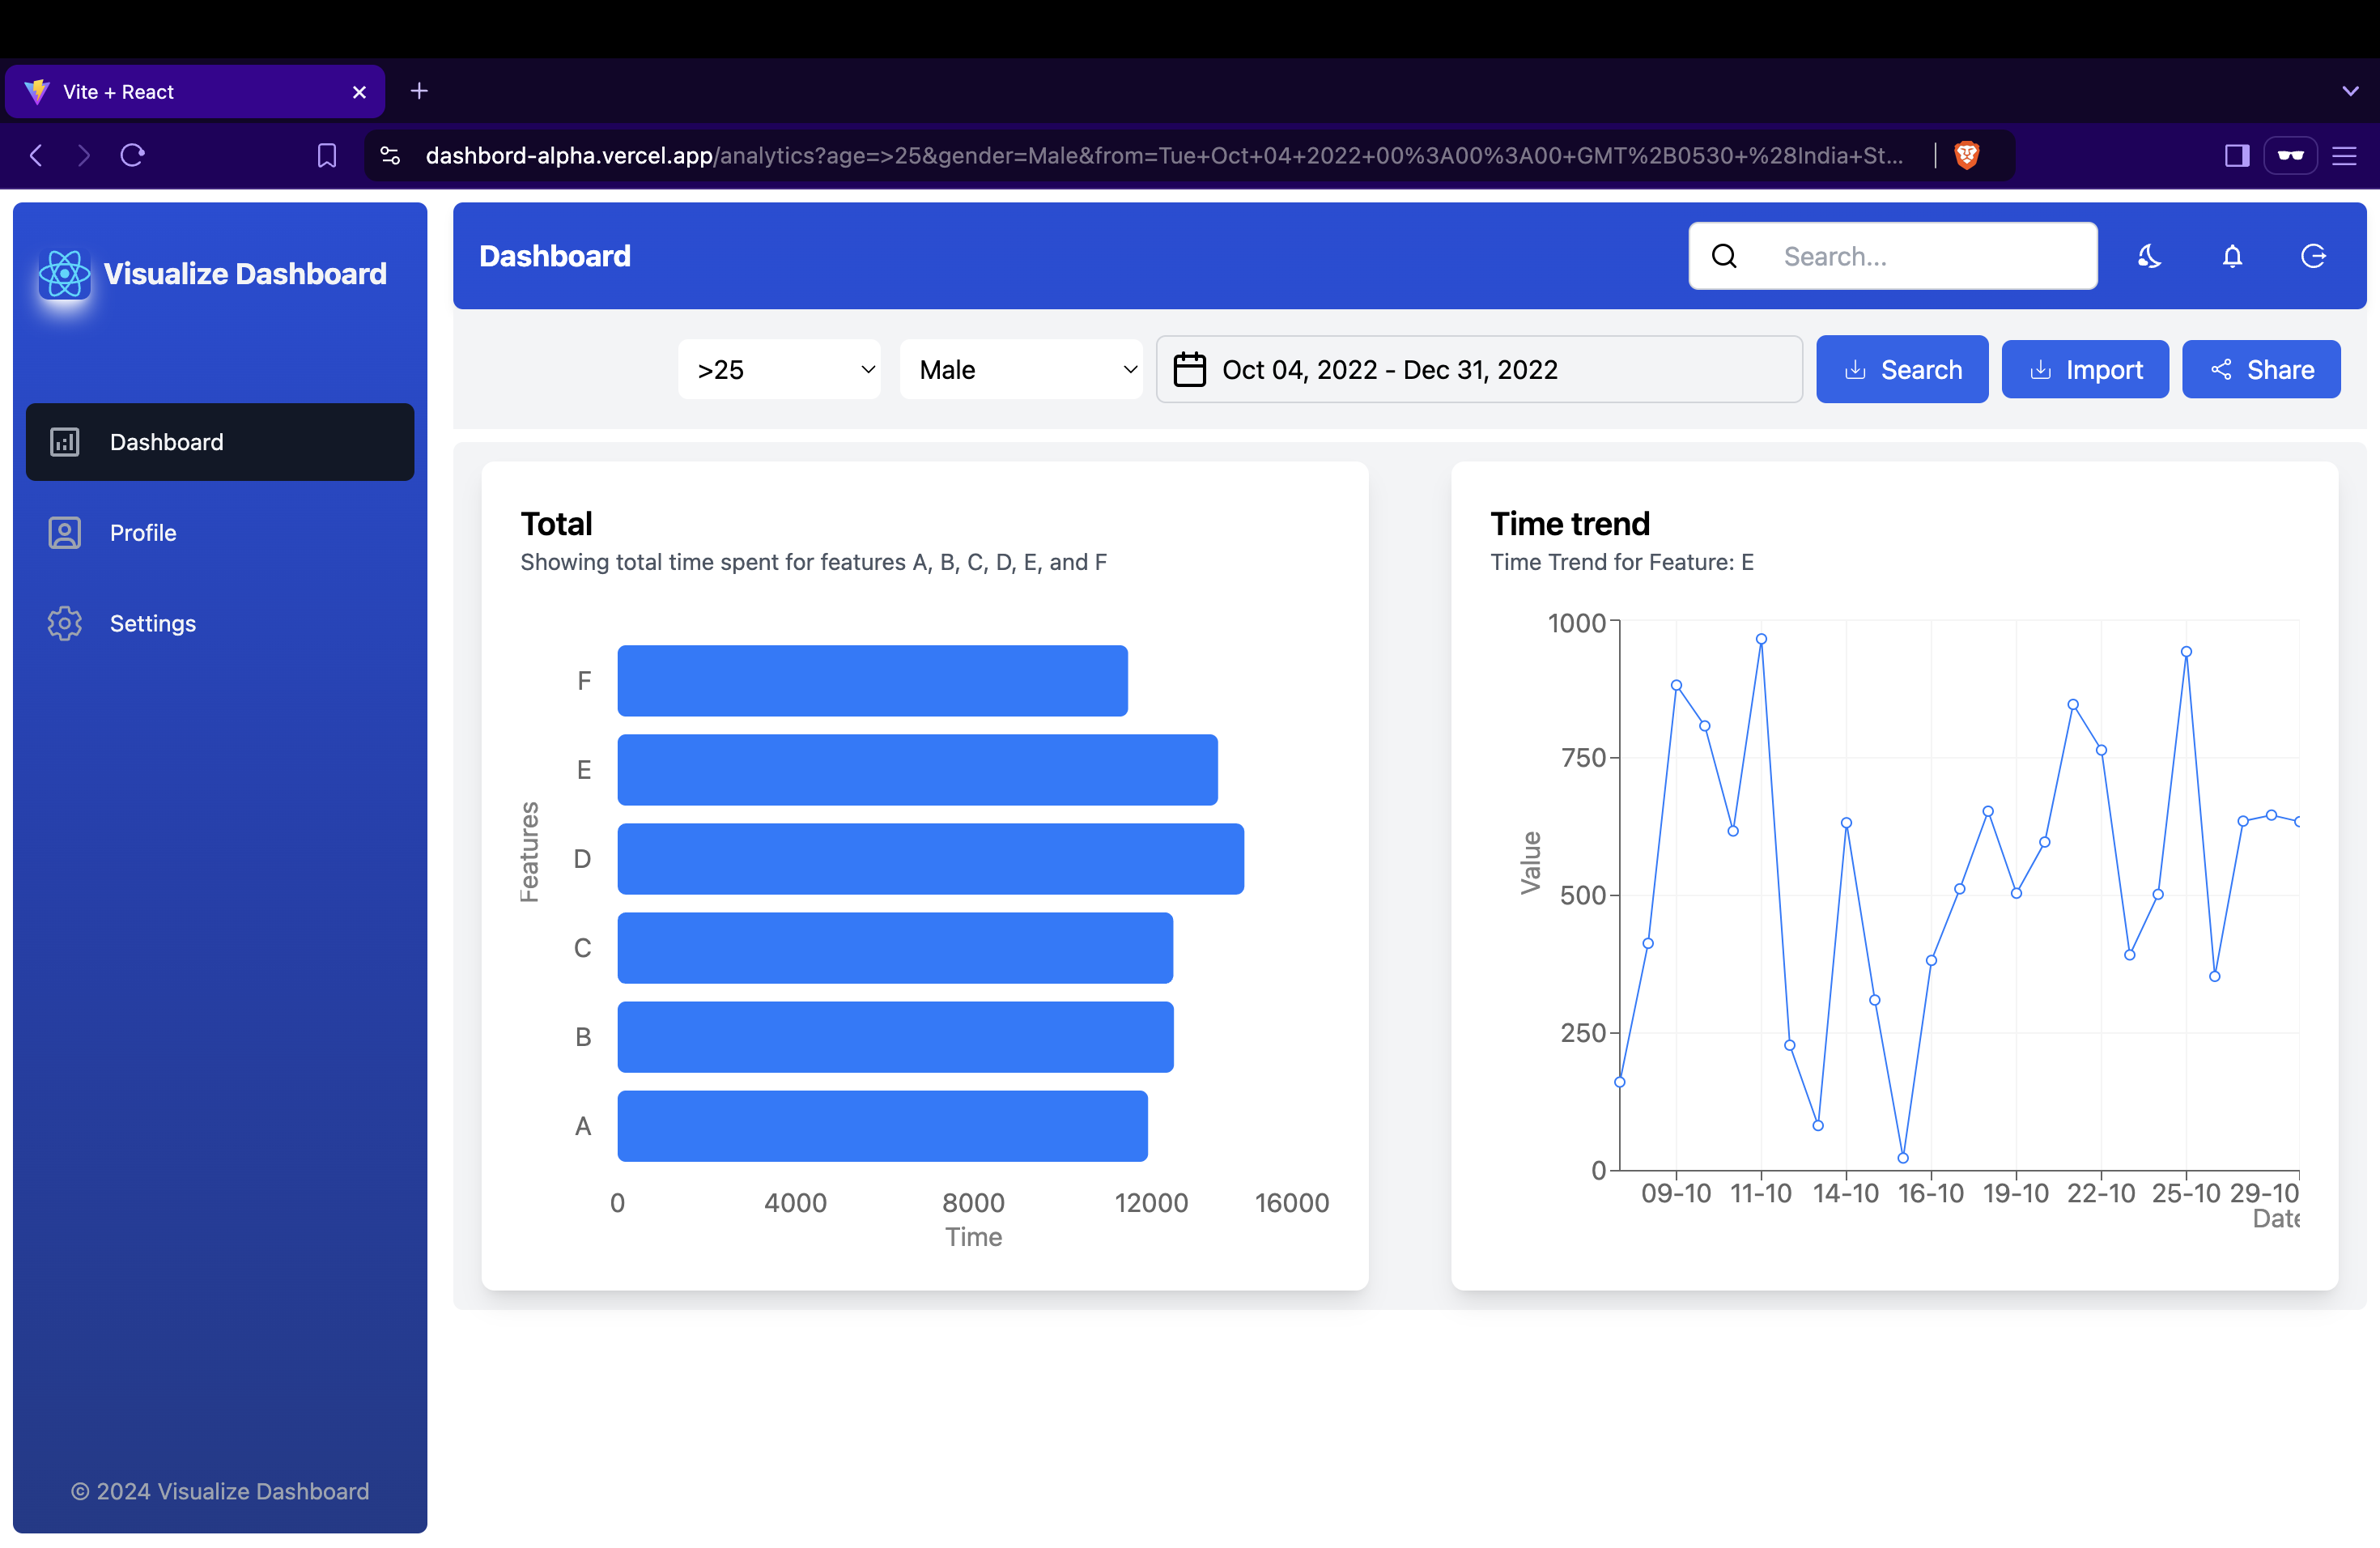 Vite + React
dashbord-alpha.vercel.app/analytics?age=>25&gender=Male&from=Tue+Oct+04+2022+00%3A00%3A00+GMT%2B0530+%28India+St...
Visualize Dashboard
Dashboard
Profile
Settings
© 2024 Visualize Dashboard
Dashboard
Search...
>25
Male
Oct 04, 2022 - Dec 31, 2022
Search
Import
Share
Total
Showing total time spent for features A, B, C, D, E, and F
Features
F
E
D
C
B
A
0 4000 8000 12000 16000
Time
Time trend
Time Trend for Feature: E
Value
1000
750
500
250
0
09-10 11-10 14-10 16-10 19-10 22-10 25-10 29-10
Date